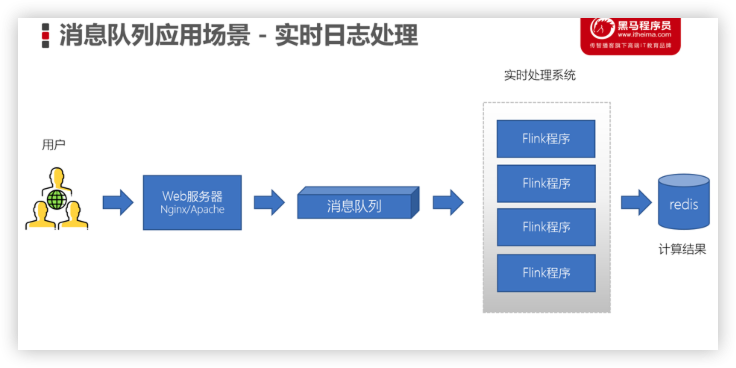 消息队列应用场景 - 实时日志处理
黑马程序员
www.itheima.com
传智播客旗下高端IT教育品牌
实时处理系统
用户
Web服务器
Nginx/Apache
消息队列
Flink程序
Flink程序
Flink程序
Flink程序
redis
计算结果